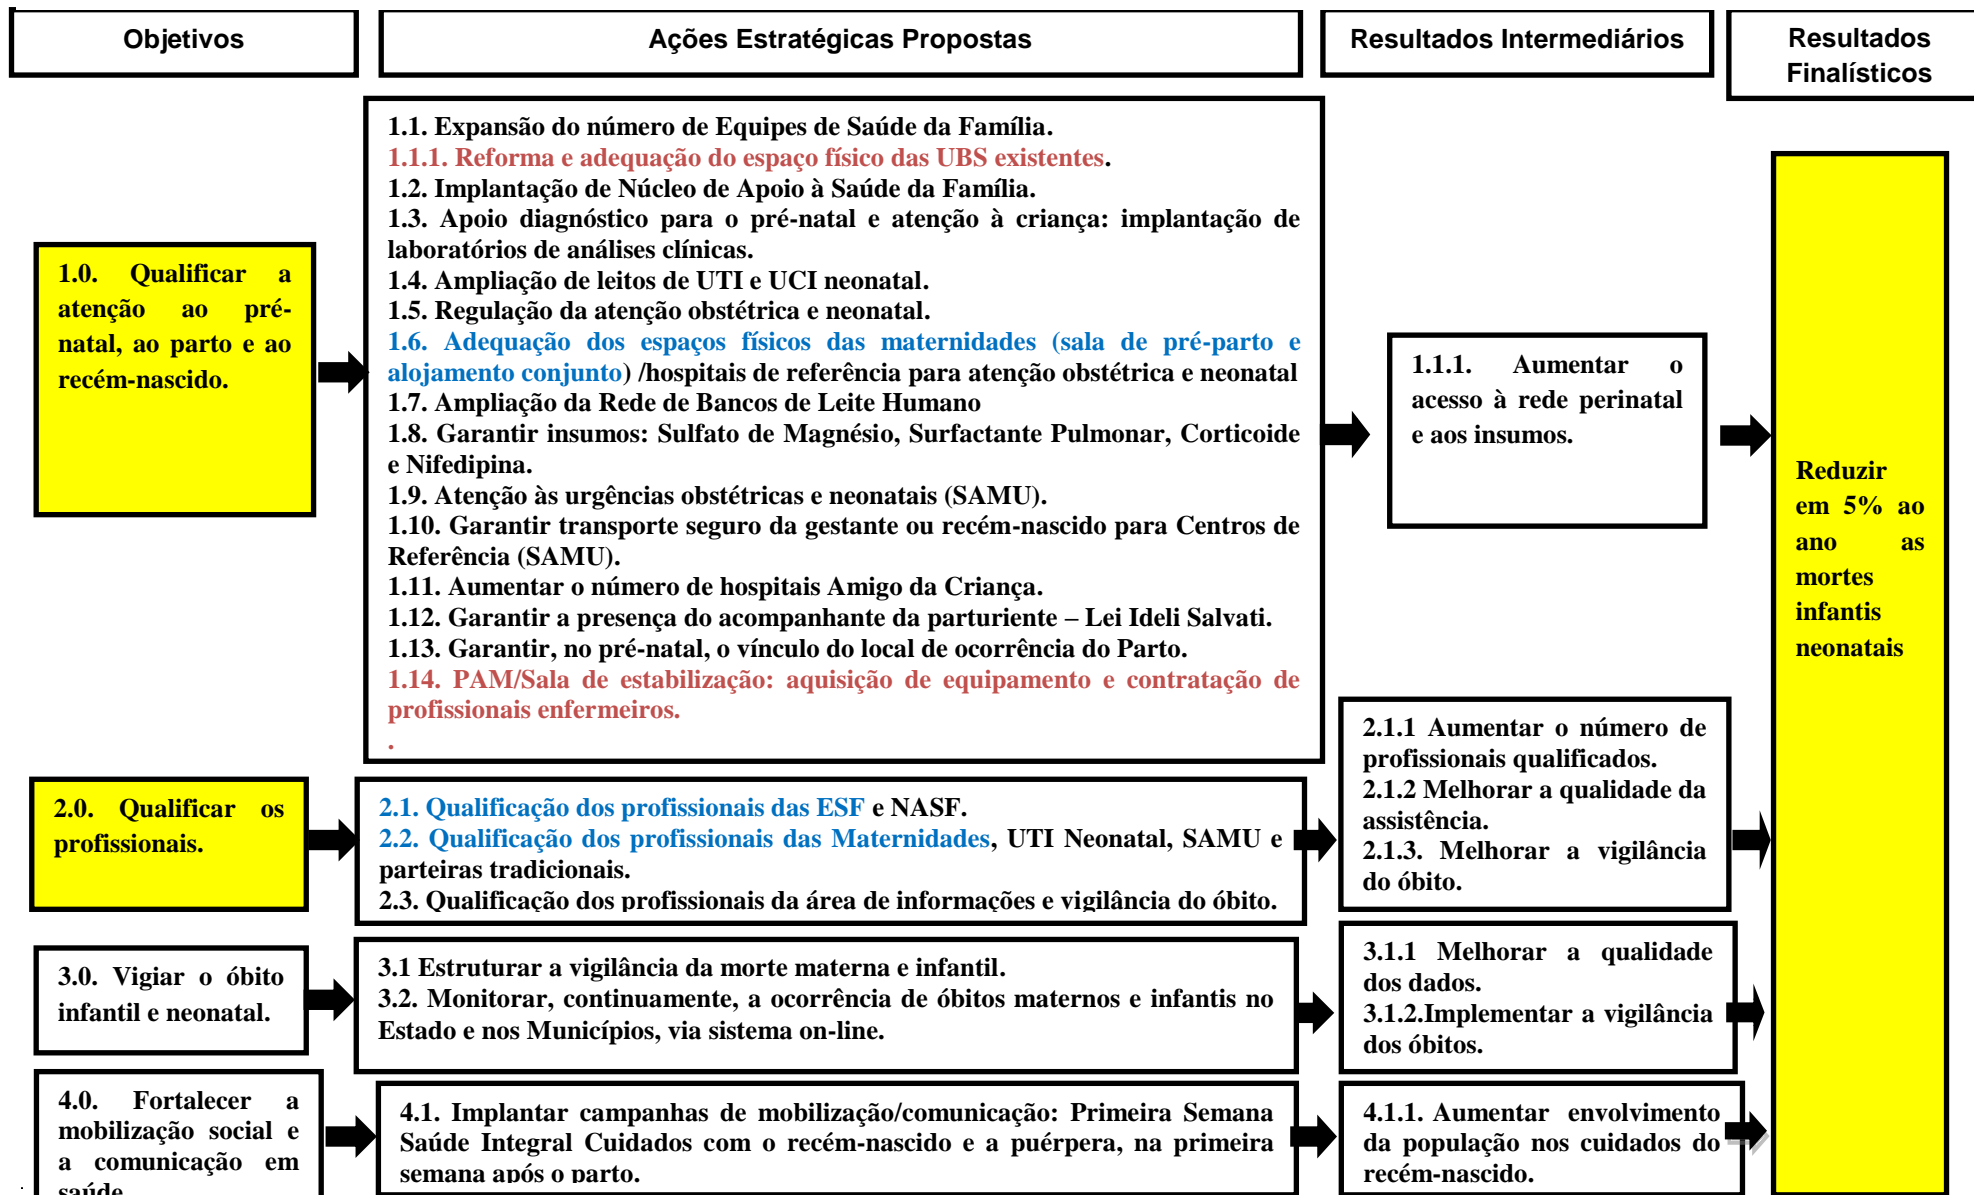 Objetivos
Ações Estratégicas Propostas
Resultados Intermediários
Resultados
Finalísticos
1.0. Qualificar a
atenção ao pré-
natal, ao parto e ao
recém-nascido.
1.1. Expansão do número de Equipes de Saúde da Família.
1.1.1. Reforma e adequação do espaço físico das UBS existentes.
1.2. Implantação de Núcleo de Apoio à Saúde da Família.
1.3. Apoio diagnóstico para o pré-natal e atenção à criança: implantação de
laboratórios de análises clínicas.
1.4. Ampliação de leitos de UTI e UCI neonatal.
1.5. Regulação da atenção obstétrica e neonatal.
1.6. Adequação dos espaços físicos das maternidades (sala de pré-parto e
alojamento conjunto) /hospitais de referência para atenção obstétrica e neonatal
1.7. Ampliação da Rede de Bancos de Leite Humano
1.8. Garantir insumos: Sulfato de Magnésio, Surfactante Pulmonar, Corticoide
e Nifedipina.
1.9. Atenção às urgências obstétricas e neonatais (SAMU).
1.10. Garantir transporte seguro da gestante ou recém-nascido para Centros de
Referência (SAMU).
1.11. Aumentar o número de hospitais Amigo da Criança.
1.12. Garantir a presença do acompanhante da parturiente – Lei Ideli Salvati.
1.13. Garantir, no pré-natal, o vínculo do local de ocorrência do Parto.
1.14. PAM/Sala de estabilização: aquisição de equipamento e contratação de
profissionais enfermeiros.
.
1.1.1. Aumentar o
acesso à rede perinatal
e aos insumos.
Reduzir
em 5% ao
ano as
mortes
infantis
neonatais
2.0. Qualificar os
profissionais.
2.1. Qualificação dos profissionais das ESF e NASF.
2.2. Qualificação dos profissionais das Maternidades, UTI Neonatal, SAMU e
parteiras tradicionais.
2.3. Qualificação dos profissionais da área de informações e vigilância do óbito.
2.1.1 Aumentar o número de
profissionais qualificados.
2.1.2 Melhorar a qualidade da
assistência.
2.1.3. Melhorar a vigilância
do óbito.
3.0. Vigiar o óbito
infantil e neonatal.
3.1 Estruturar a vigilância da morte materna e infantil.
3.2. Monitorar, continuamente, a ocorrência de óbitos maternos e infantis no
Estado e nos Municípios, via sistema on-line.
3.1.1 Melhorar a qualidade
dos dados.
3.1.2.Implementar a vigilância
dos óbitos.
4.0. Fortalecer a
mobilização social e
a comunicação em
saúde
4.1. Implantar campanhas de mobilização/comunicação: Primeira Semana
Saúde Integral Cuidados com o recém-nascido e a puérpera, na primeira
semana após o parto.
4.1.1. Aumentar envolvimento
da população nos cuidados do
recém-nascido.